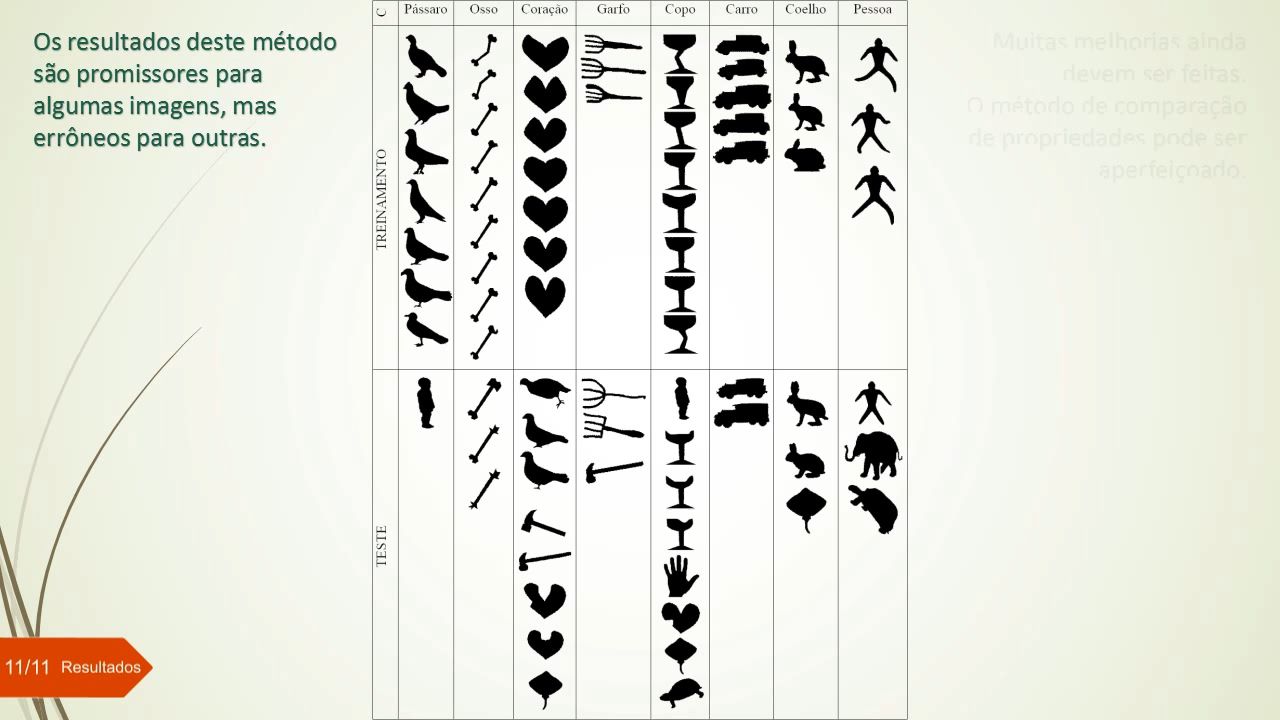 Os resultados deste método
são promissores para
algumas imagens, mas
errôneos para outras.
C Pássaro Osso Coração Garfo Copo Carro Coelho Pessoa
TREINAMENTO
TESTE
Muitas melhorias ainda
devem ser feitas.
O método de comparação
de propriedades pode ser
aperfeiçoado.
11/11 Resultados